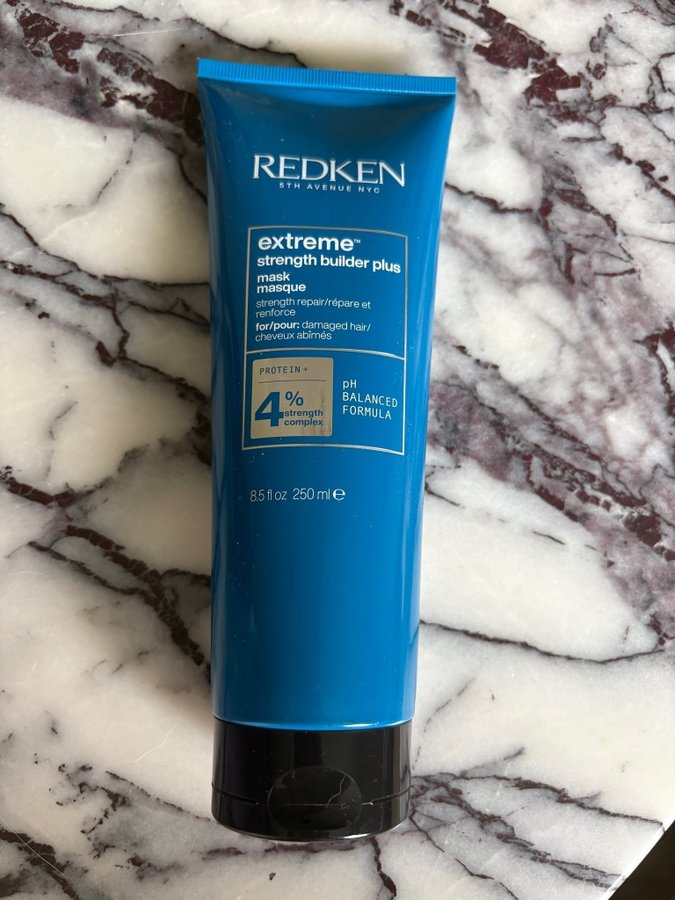 REDKEN
5TH AVENUE NYC
extreme™
strength builder plus
mask
masque
strength repair/répare et
renforce
for/pour: damaged hair/
cheveux abîmés
PROTEIN+
4%
strength
complex
pH
BALANCED
FORMULA
8.5 fl oz 250 ml ℮